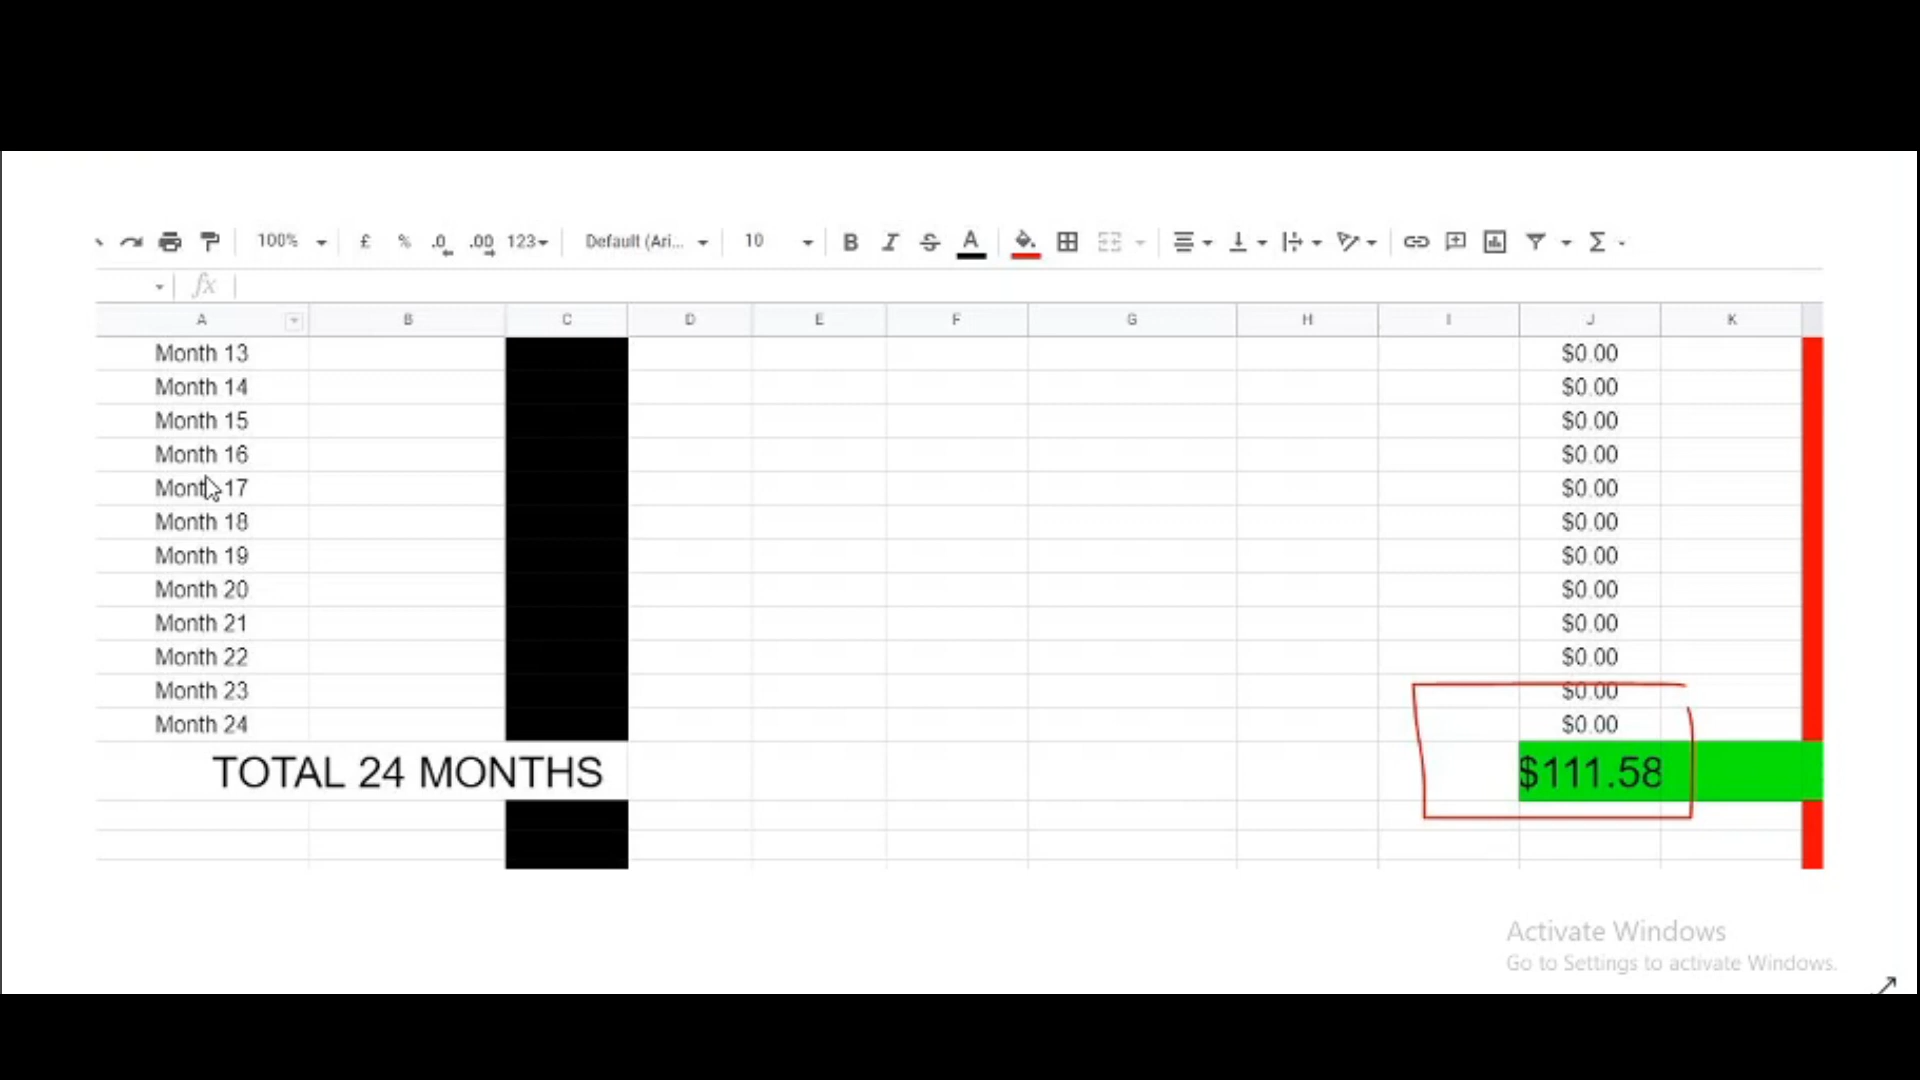 100% £ % .0 .00 123 Default (Ari... 10 B I S A Σ
fx
A B C D E F G H I J K
Month 13 $0.00
Month 14 $0.00
Month 15 $0.00
Month 16 $0.00
Month 17 $0.00
Month 18 $0.00
Month 19 $0.00
Month 20 $0.00
Month 21 $0.00
Month 22 $0.00
Month 23 $0.00
Month 24 $0.00
TOTAL 24 MONTHS $111.58
Activate Windows
Go to Settings to activate Windows.